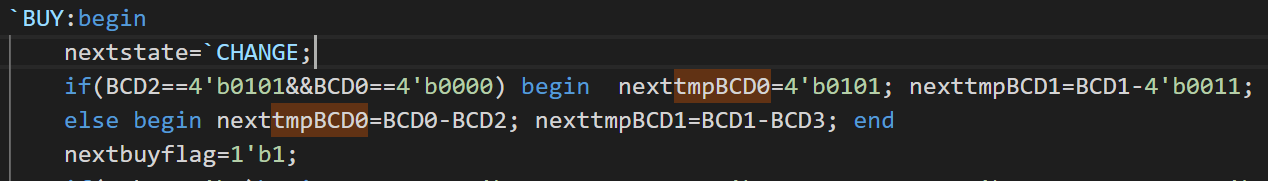 `BUY:begin
nextstate=`CHANGE;
if(BCD2==4'b0101&&BCD0==4'b0000) begin  nexttmpBCD0=4'b0101; nexttmpBCD1=BCD1-4'b0011;
else begin nexttmpBCD0=BCD0-BCD2; nexttmpBCD1=BCD1-BCD3; end
nextbuyflag=1'b1;